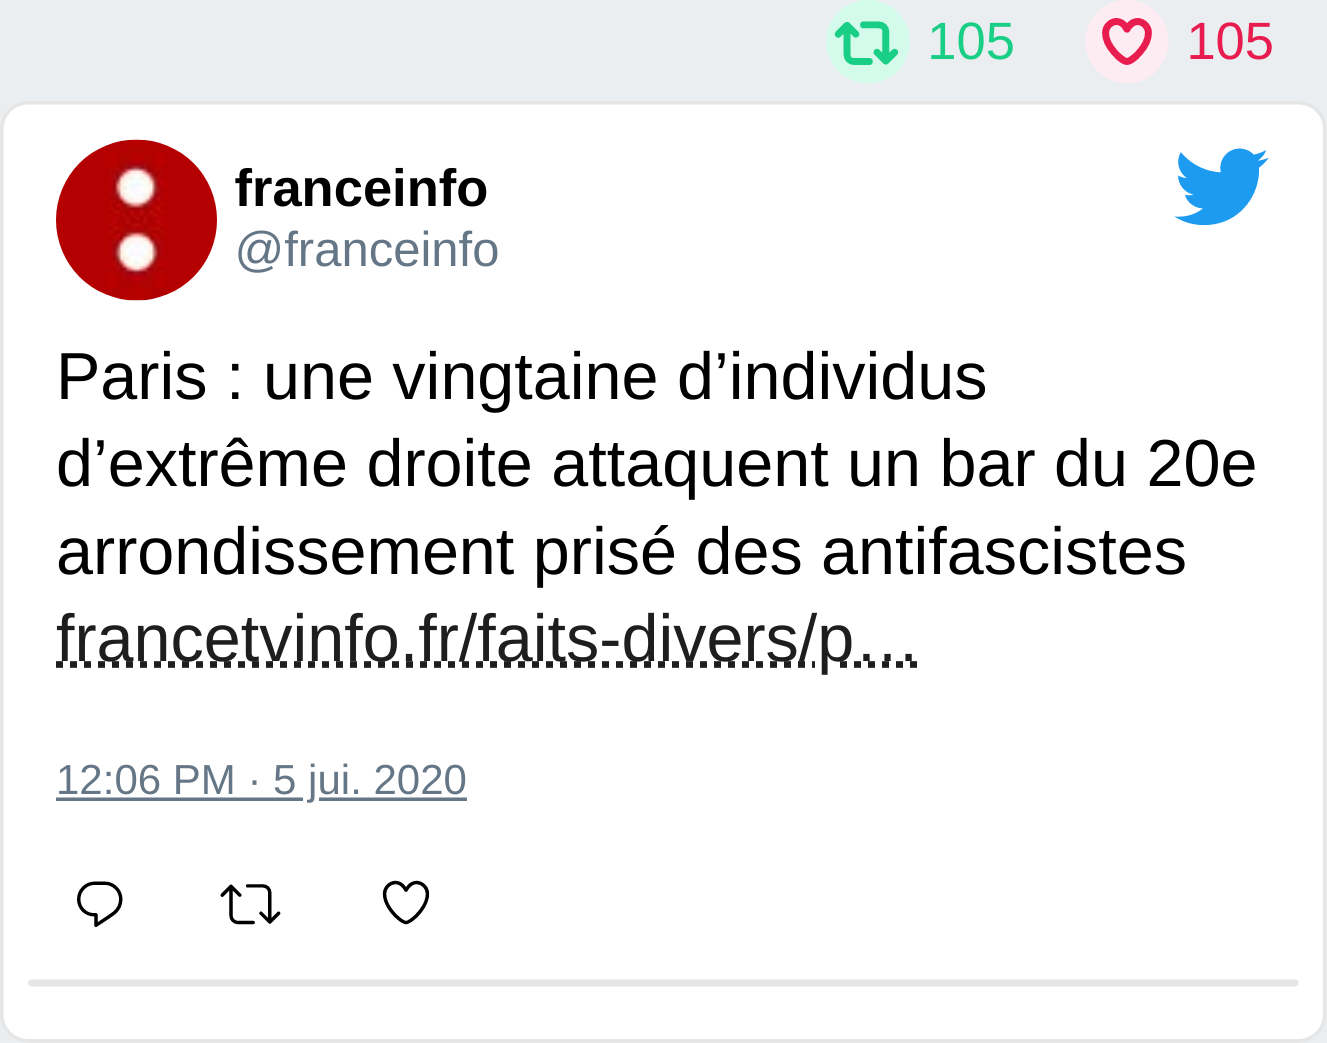 105 105
franceinfo
@franceinfo
Paris : une vingtaine d’individus
d’extrême droite attaquent un bar du 20e
arrondissement prisé des antifascistes
francetvinfo.fr/faits-divers/p…
12:06 PM · 5 jui. 2020